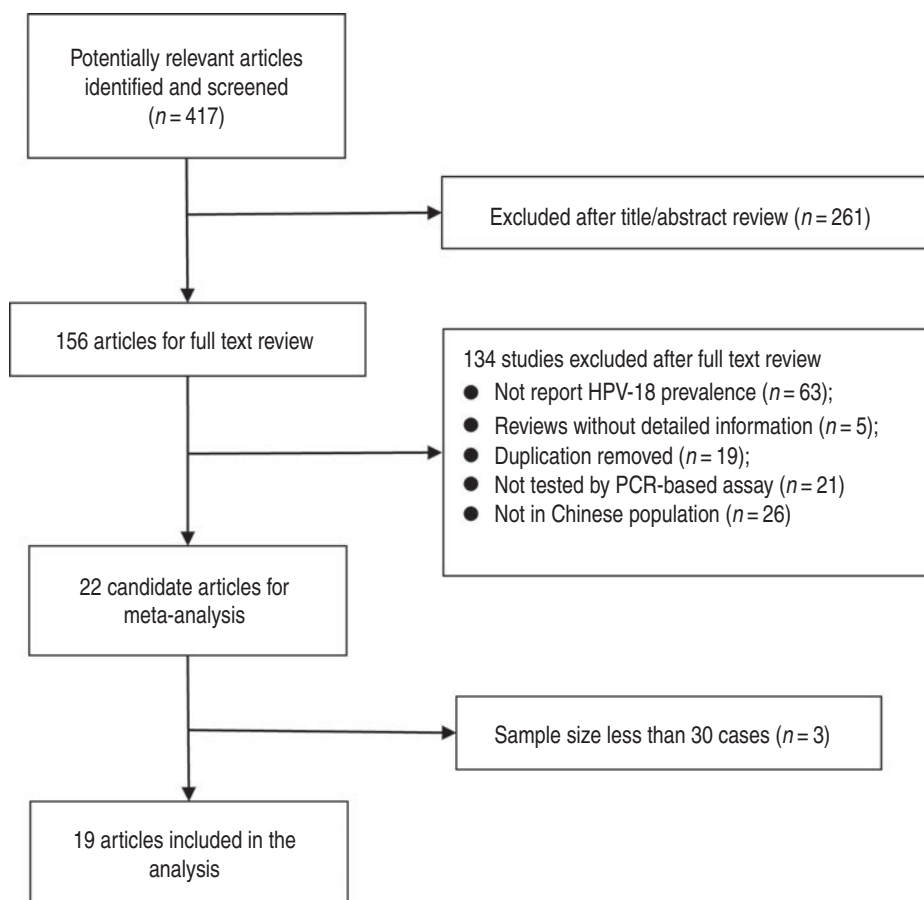 Potentially relevant articles
identified and screened
(n = 417)
Excluded after title/abstract review (n = 261)
156 articles for full text review
134 studies excluded after full text review
● Not report HPV-18 prevalence (n = 63);
● Reviews without detailed information (n = 5);
● Duplication removed (n = 19);
● Not tested by PCR-based assay (n = 21)
● Not in Chinese population (n = 26)
22 candidate articles for
meta-analysis
Sample size less than 30 cases (n = 3)
19 articles included in the
analysis